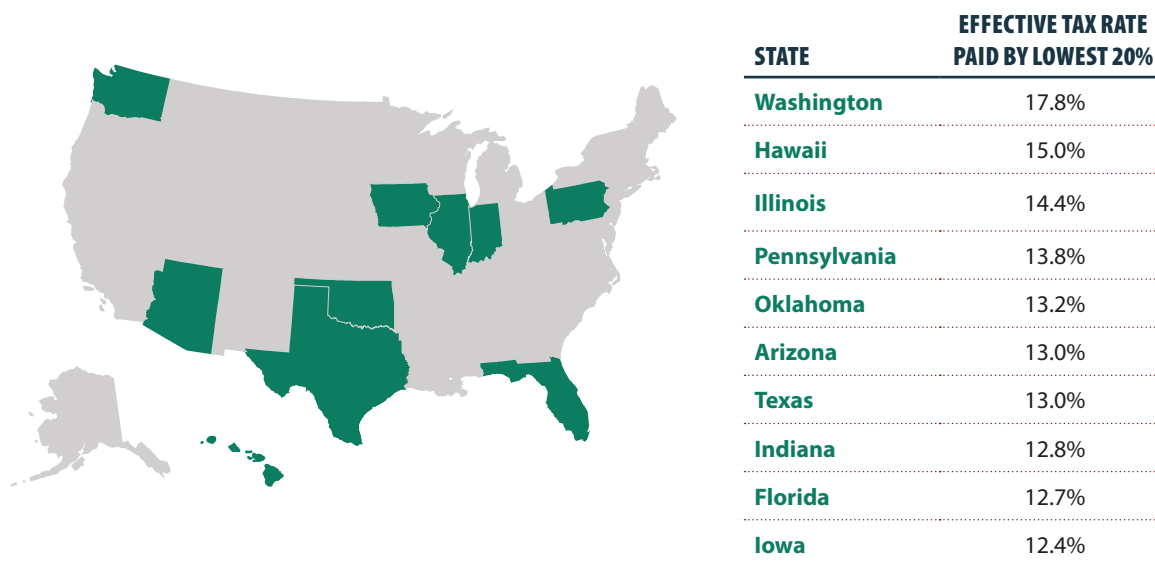 EFFECTIVE TAX RATE
STATE PAID BY LOWEST 20%
Washington 17.8%
Hawaii 15.0%
Illinois 14.4%
Pennsylvania 13.8%
Oklahoma 13.2%
Arizona 13.0%
Texas 13.0%
Indiana 12.8%
Florida 12.7%
Iowa 12.4%